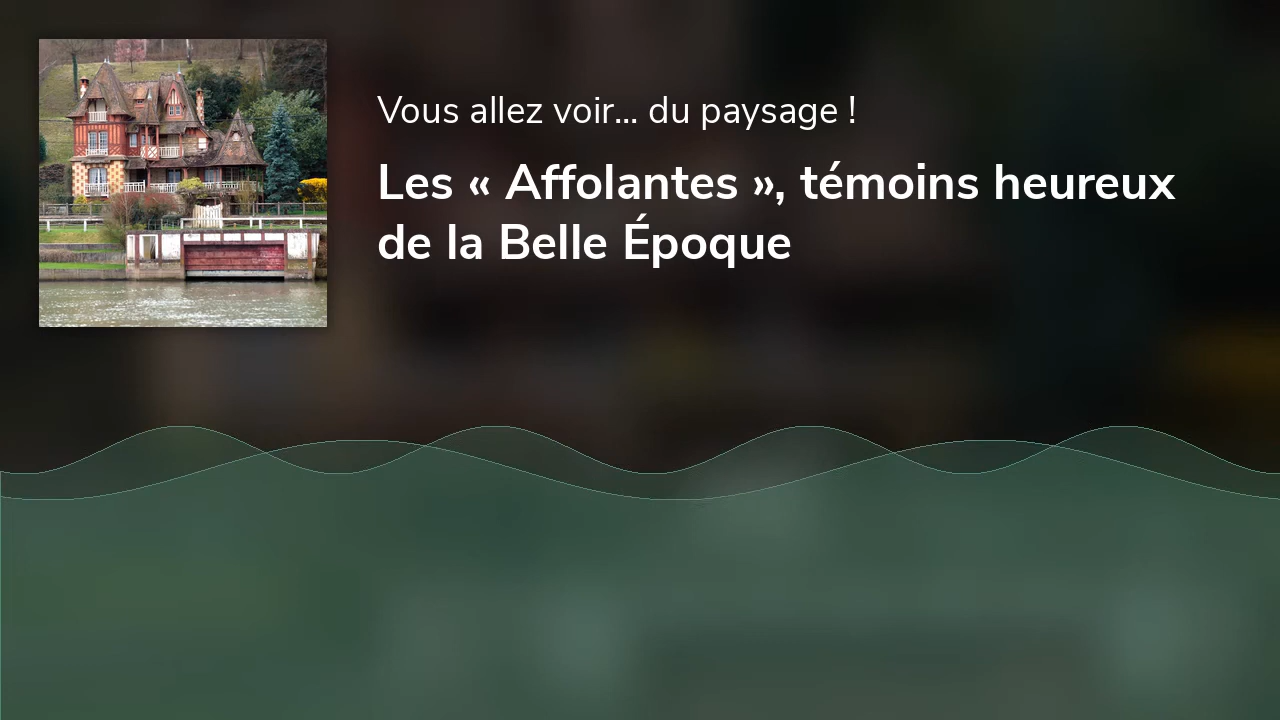 Vous allez voir... du paysage !
Les « Affolantes », témoins heureux
de la Belle Époque